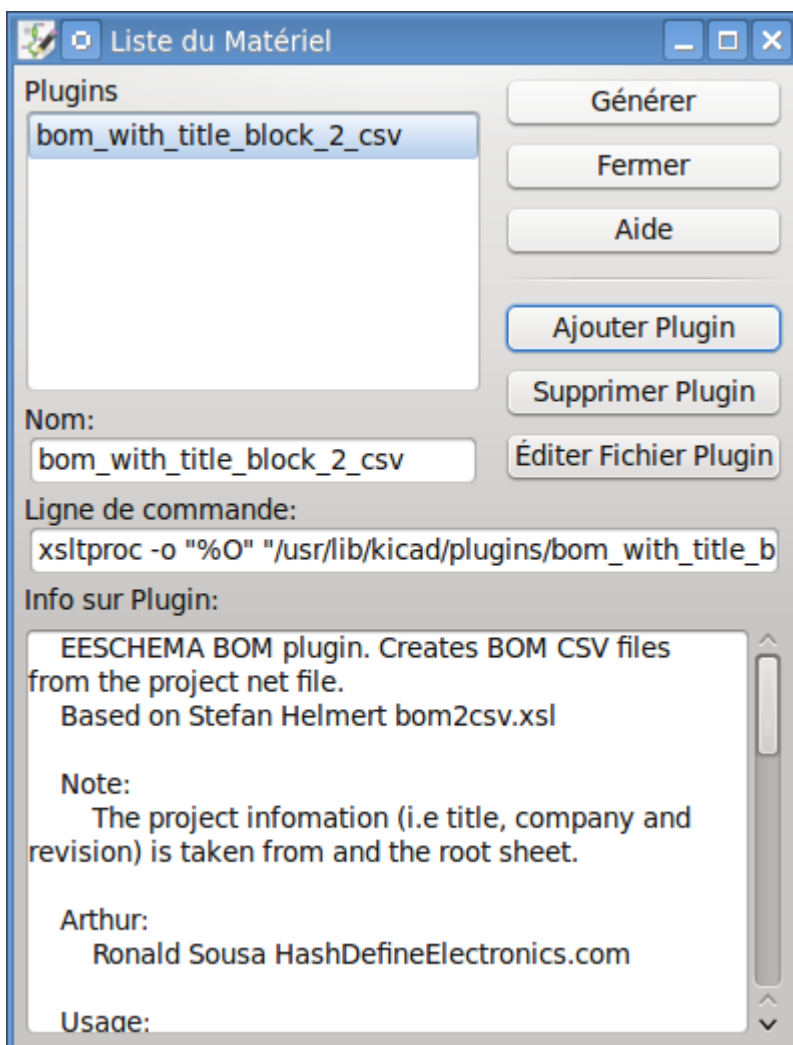 Liste du Matériel
Plugins
bom_with_title_block_2_csv
Générer
Fermer
Aide
Ajouter Plugin
Supprimer Plugin
Éditer Fichier Plugin
Nom:
bom_with_title_block_2_csv
Ligne de commande:
xsltproc -o "%O" "/usr/lib/kicad/plugins/bom_with_title_b
Info sur Plugin:
EESCHEMA BOM plugin. Creates BOM CSV files
from the project net file.
Based on Stefan Helmert bom2csv.xsl
Note:
The project infomation (i.e title, company and
revision) is taken from and the root sheet.
Arthur:
Ronald Sousa HashDefineElectronics.com
Usage: